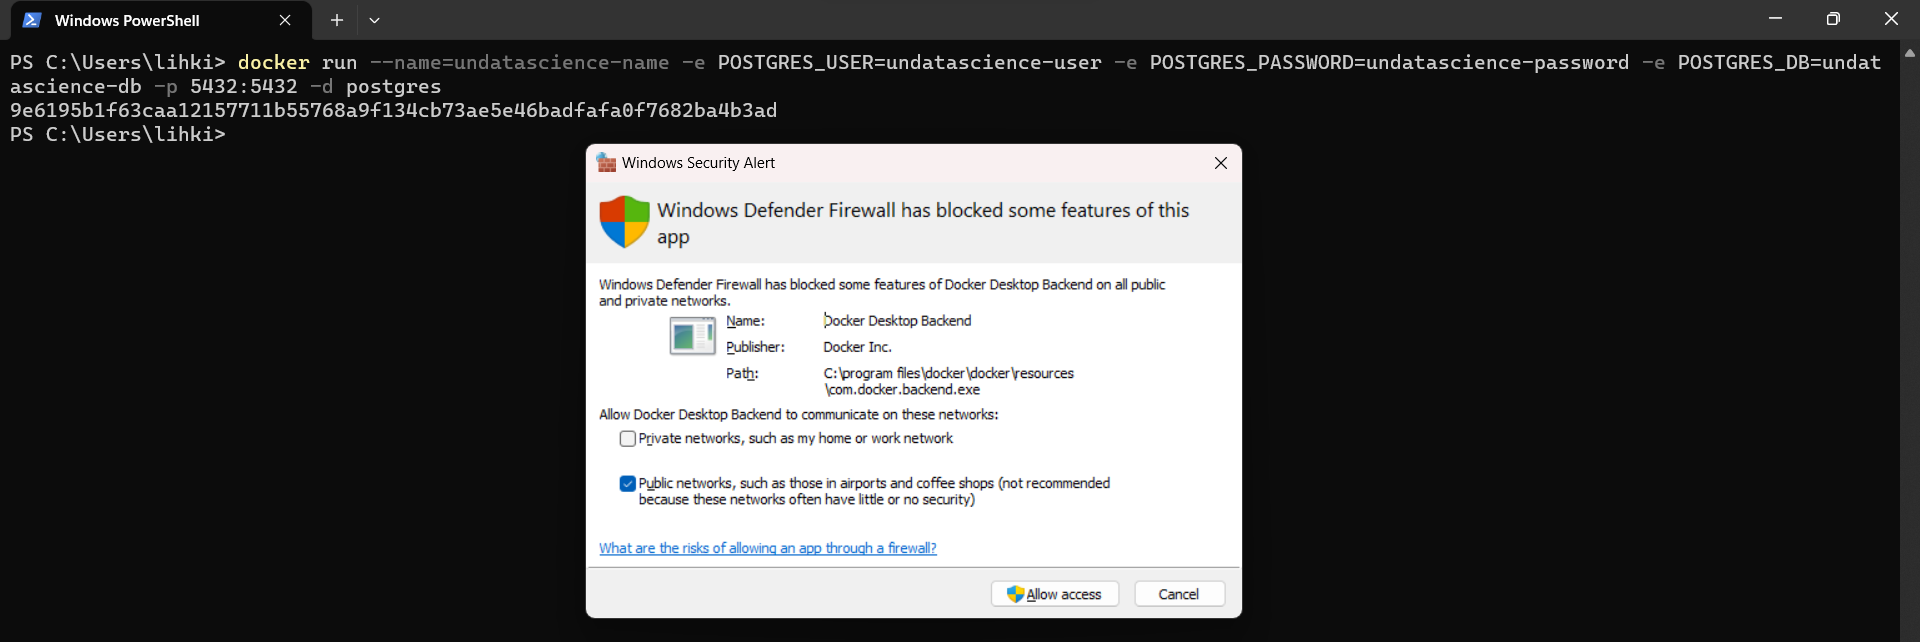 Windows PowerShell
PS C:\Users\lihki> docker run --name=undatascience-name -e POSTGRES_USER=undatascience-user -e POSTGRES_PASSWORD=undatascience-password -e POSTGRES_DB=undat
ascience-db -p 5432:5432 -d postgres
9e6195b1f63caa12157711b55768a9f134cb73ae5e46badfafa0f7682ba4b3ad
PS C:\Users\lihki>
Windows Security Alert
Windows Defender Firewall has blocked some features of this
app
Windows Defender Firewall has blocked some features of Docker Desktop Backend on all public
and private networks.
Name: Docker Desktop Backend
Publisher: Docker Inc.
Path: C:\program files\docker\docker\resources
\com.docker.backend.exe
Allow Docker Desktop Backend to communicate on these networks:
Private networks, such as my home or work network
Public networks, such as those in airports and coffee shops (not recommended
because these networks often have little or no security)
What are the risks of allowing an app through a firewall?
Allow access Cancel